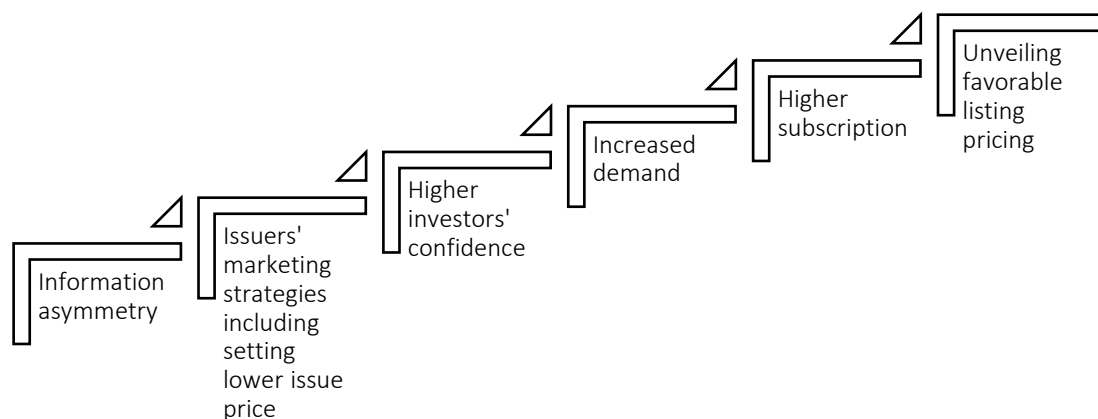 Information
asymmetry
Issuers'
marketing
strategies
including
setting
lower issue
price
Higher
investors'
confidence
Increased
demand
Higher
subscription
Unveiling
favorable
listing
pricing